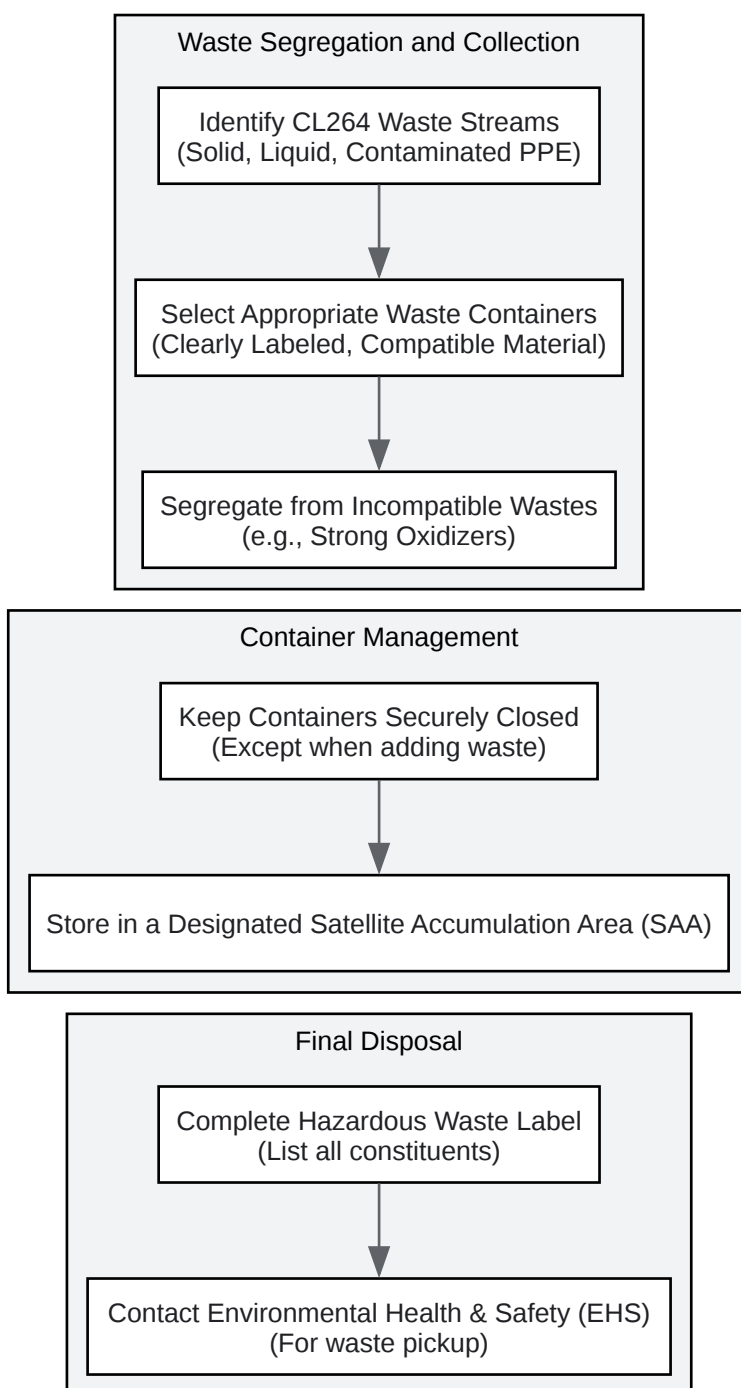 Waste Segregation and Collection
Identify CL264 Waste Streams
(Solid, Liquid, Contaminated PPE)
Select Appropriate Waste Containers
(Clearly Labeled, Compatible Material)
Segregate from Incompatible Wastes
(e.g., Strong Oxidizers)
Container Management
Keep Containers Securely Closed
(Except when adding waste)
Store in a Designated Satellite Accumulation Area (SAA)
Final Disposal
Complete Hazardous Waste Label
(List all constituents)
Contact Environmental Health & Safety (EHS)
(For waste pickup)